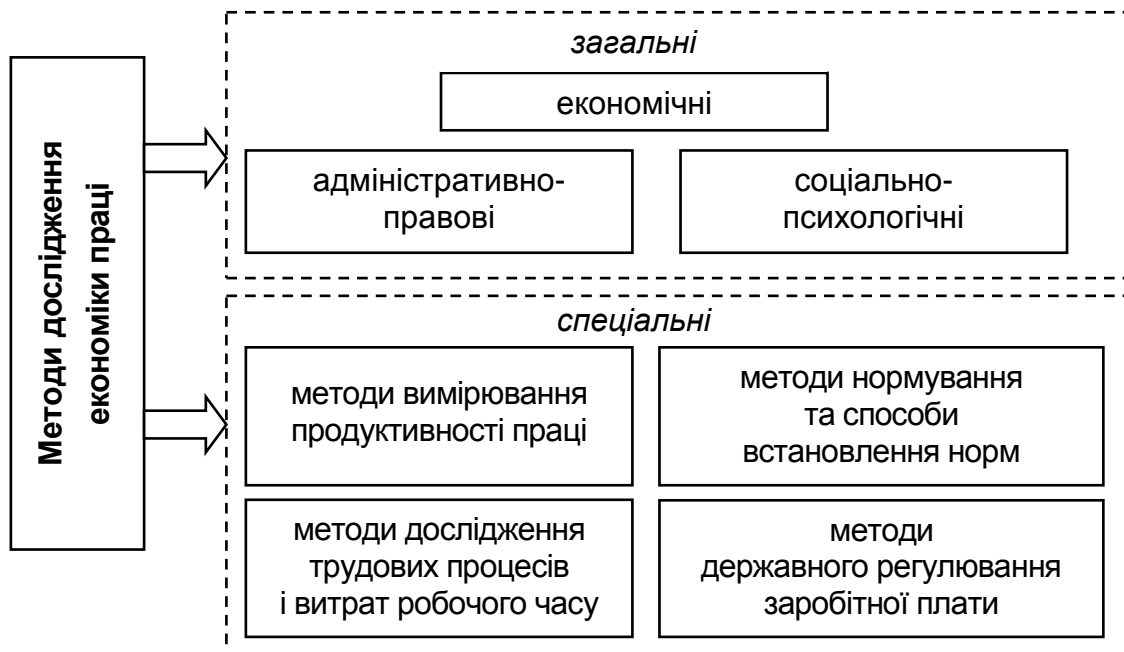 Методи дослідження
економіки праці
загальні
економічні
адміністративно-
правові
соціально-
психологічні
спеціальні
методи вимірювання
продуктивності праці
методи нормування
та способи
встановлення норм
методи дослідження
трудових процесів
і витрат робочого часу
методи
державного регулювання
заробітної плати